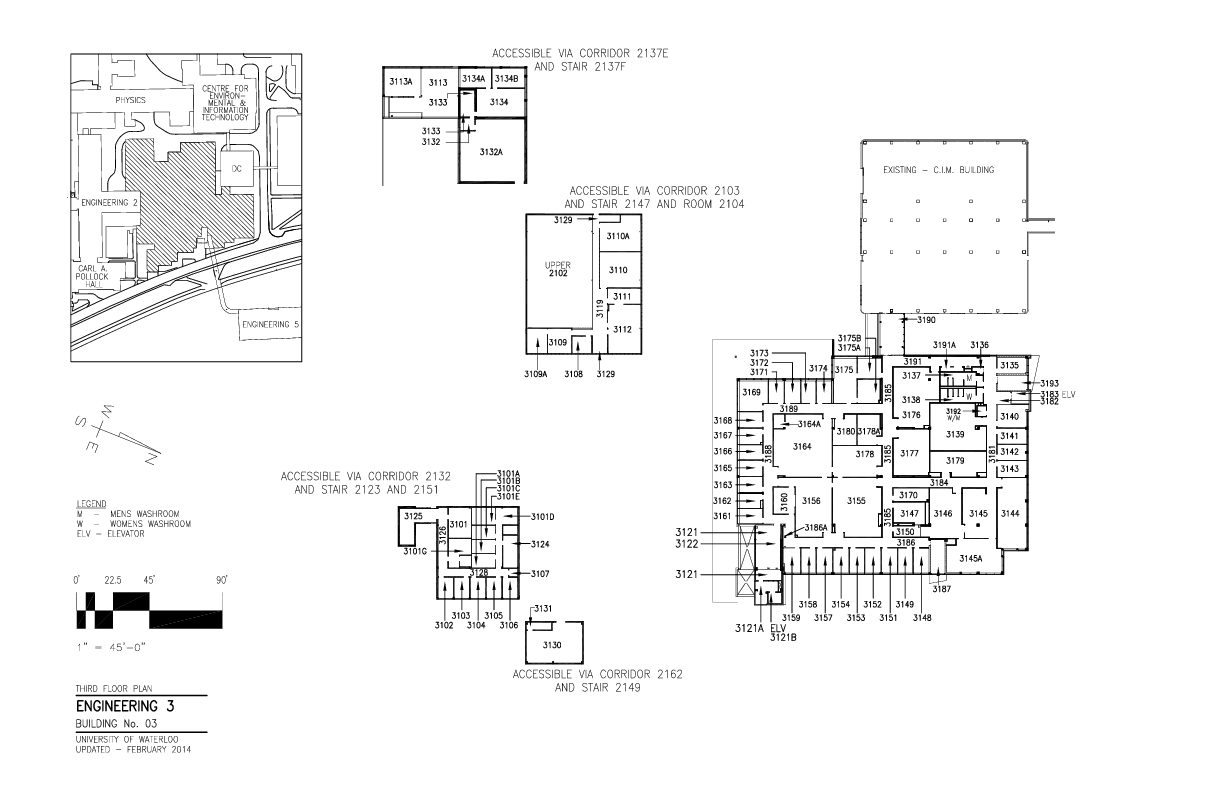 ACCESSIBLE VIA CORRIDOR 2137E
AND STAIR 2137F
3113A
3113
3134A
3134B
3133
3134
3133
3132
3132A
PHYSICS
CENTRE FOR
ENVIRON-
MENTAL &
INFORMATION
TECHNOLOGY
DC
ENGINEERING 2
CARL A.
POLLOCK
HALL
ENGINEERING 5
ACCESSIBLE VIA CORRIDOR 2103
AND STAIR 2147 AND ROOM 2104
3129
3110A
UPPER
2102
3110
3111
3119
3112
3109
3109A
3108
3129
EXISTING - C.I.M. BUILDING
3190
3175B
3175A
3173
3172
3171
3174
3175
3191
3191A
3136
3135
3137
M
3193
3183 ELV
3182
3185
3138
W
3169
3189
3176
3192
W/M
3140
3168
3164A
3180
3178A
3167
3139
3141
3188
3164
3166
3178
3185
3177
3181
3142
3165
3179
3143
3163
3184
3162
3160
3156
3155
3170
3146
3145
3144
3161
3147
3185
3186A
3150
3121
3122
3186
3145A
3121
3187
3158
3154
3152
3149
3159
3157
3153
3151
3148
3121A
ELV
3121B
W
S
E
N
LEGEND
M - MENS WASHROOM
W - WOMENS WASHROOM
ELV - ELEVATOR
0' 22.5 45' 90'
1" = 45'-0"
ACCESSIBLE VIA CORRIDOR 2132
AND STAIR 2123 AND 2151
3101A
3101B
3101C
3101E
3125
3101
3101D
3126
3124
3101G
3128
3107
3103
3105
3102
3104
3106
3131
3130
ACCESSIBLE VIA CORRIDOR 2162
AND STAIR 2149
THIRD FLOOR PLAN
ENGINEERING 3
BUILDING No. 03
UNIVERSITY OF WATERLOO
UPDATED - FEBRUARY 2014